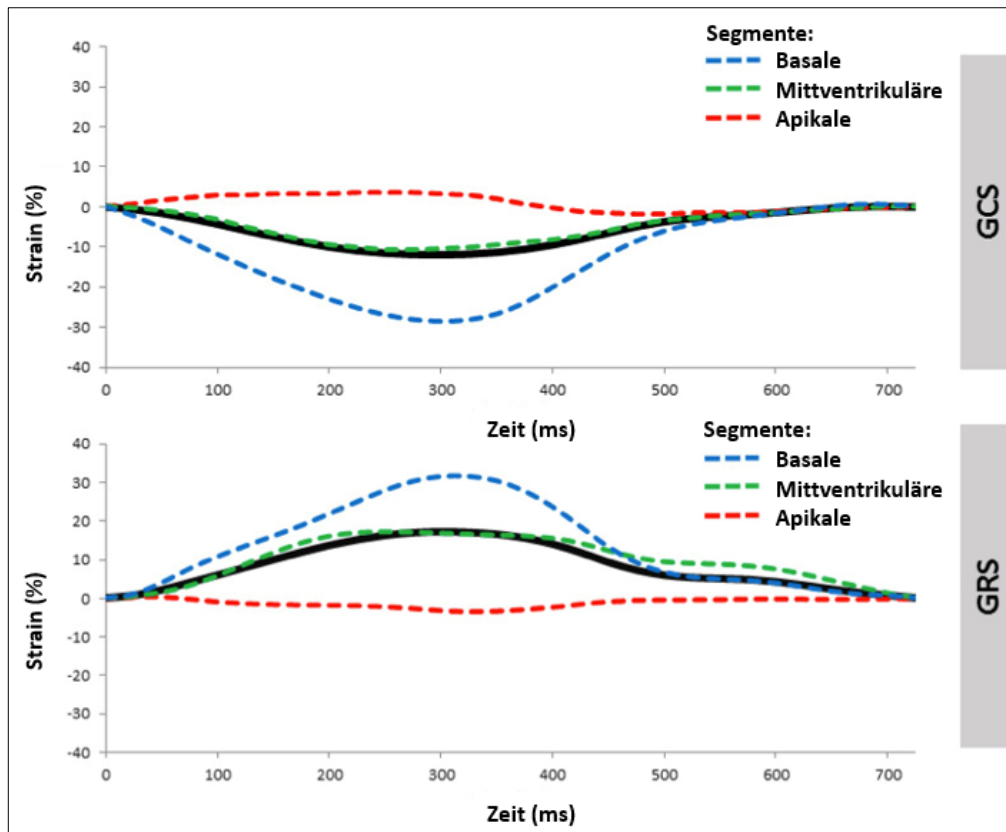 Segmente:
Basale
Mittventrikuläre
Apikale
40
30
20
10
0
-10
-20
-30
-40
Strain (%)
0 100 200 300 400 500 600 700
Zeit (ms)
GCS
Segmente:
Basale
Mittventrikuläre
Apikale
40
30
20
10
0
-10
-20
-30
-40
Strain (%)
0 100 200 300 400 500 600 700
Zeit (ms)
GRS